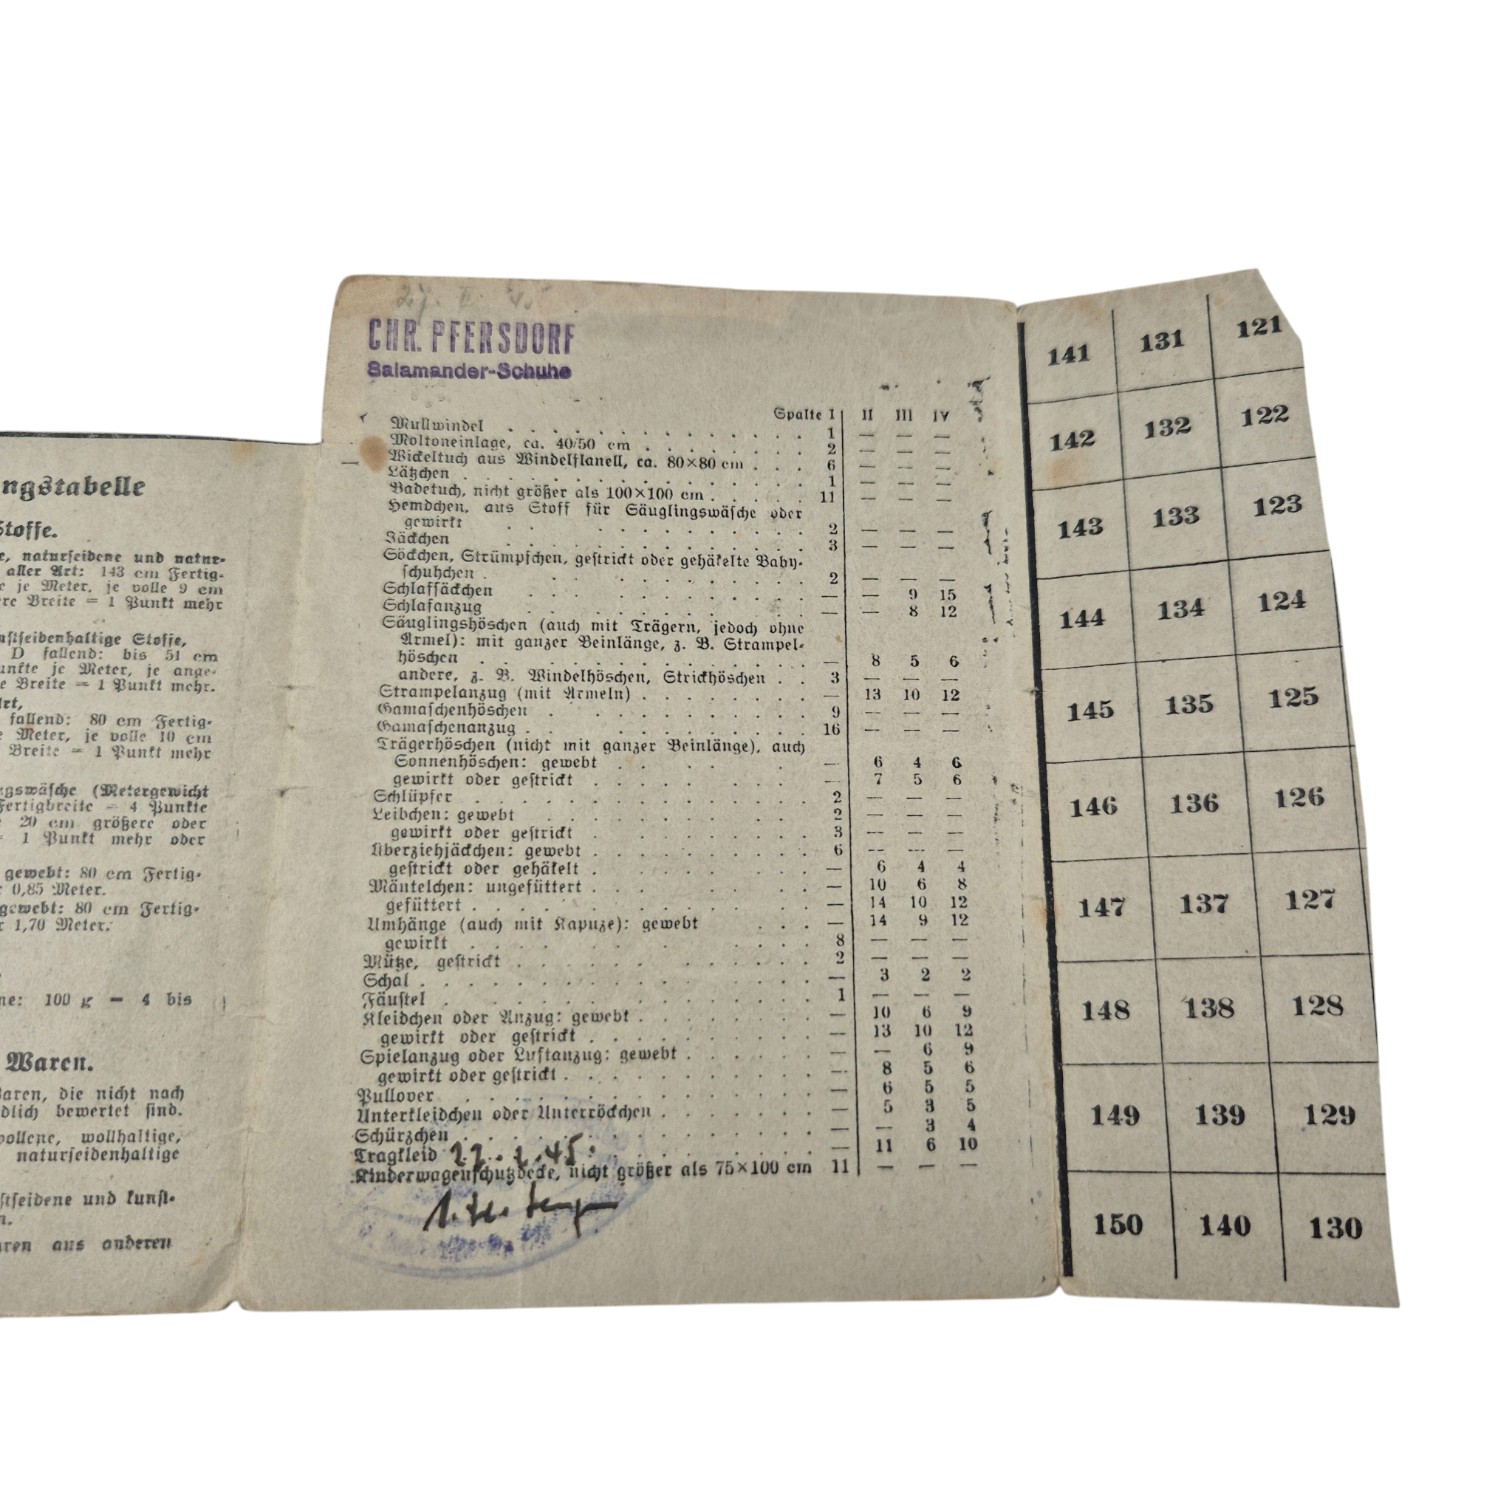 ngstabelle
Stoffe.
e, naturseidene und natur-
aller Art: 143 cm Fertig-
e je Meter, je volle 9 cm
ere Breite = 1 Punkt mehr
nstseidenhaltige Stoffe,
D fallend: bis 51 cm
unkte je Meter, je ange-
e Breite = 1 Punkt mehr.
Art,
fallend: 80 cm Fertig-
e Meter, je volle 10 cm
Breite = 1 Punkt mehr
gswäsche (Metergewicht
Fertigbreite = 4 Punkte
20 cm größere oder
= 1 Punkt mehr oder
gewebt: 80 cm Fertig-
r 0,85 Meter.
gewebt: 80 cm Fertig-
r 1,70 Meter.
ne: 100 g = 4 bis
Waren.
Waren, die nicht nach
dlich bewertet sind.
wollene, wollhaltige,
naturseidenhaltige
stseidene und kunst-
n.
aren aus anderen
CHR. PFERSDORF
Salamander-Schuhe
Spalte I II III IV
Mullwindel 1 — — —
Moltoneinlage, ca. 40/50 cm 2 — — —
Wickeltuch aus Windelflanell, ca. 80×80 cm 6 — — —
Lätzchen 1 — — —
Badetuch, nicht größer als 100×100 cm 11 — — —
Hemdchen, aus Stoff für Säuglingswäsche oder
gewirkt 2 — — —
Jäckchen 3 — — —
Söckchen, Strümpfchen, gestrickt oder gehäkelte Baby-
schuhchen 2 — — —
Schlafsäckchen — — 9 15
Schlafanzug — — 8 12
Säuglingshöschen (auch mit Trägern, jedoch ohne
Ärmel): mit ganzer Beinlänge, z. B. Strampel-
höschen — 8 5 6
andere, z. B. Windelhöschen, Strickhöschen 3 — — —
Strampelanzug (mit Ärmeln) — 13 10 12
Gamaschenhöschen 9 — — —
Gamaschenanzug 16 — — —
Trägerhöschen (nicht mit ganzer Beinlänge), auch
Sonnenhöschen: gewebt — 6 4 6
gewirkt oder gestrickt — 7 5 6
Schlüpfer 2 — — —
Leibchen: gewebt 2 — — —
gewirkt oder gestrickt 3 — — —
Überziehjäckchen: gewebt 6 — — —
gestrickt oder gehäkelt — 6 4 4
Mäntelchen: ungefüttert — 10 6 8
gefüttert — 14 10 12
Umhänge (auch mit Kapuze): gewebt — 14 9 12
gewirkt 8 — — —
Mütze, gestrickt 2 — — —
Schal — 3 2 2
Fäustel 1 — — —
Kleidchen oder Anzug: gewebt — 10 6 9
gewirkt oder gestrickt — 13 10 12
Spielanzug oder Luftanzug: gewebt — — 6 9
gewirkt oder gestrickt — 8 5 6
Pullover — 6 5 5
Unterkleidchen oder Unterröckchen — 5 3 5
Schürzchen — — 3 4
Tragkleid — 11 6 10
Kinderwagenschutzdecke, nicht größer als 75×100 cm 11 — — —
141 131 121
142 132 122
143 133 123
144 134 124
145 135 125
146 136 126
147 137 127
148 138 128
149 139 129
150 140 130